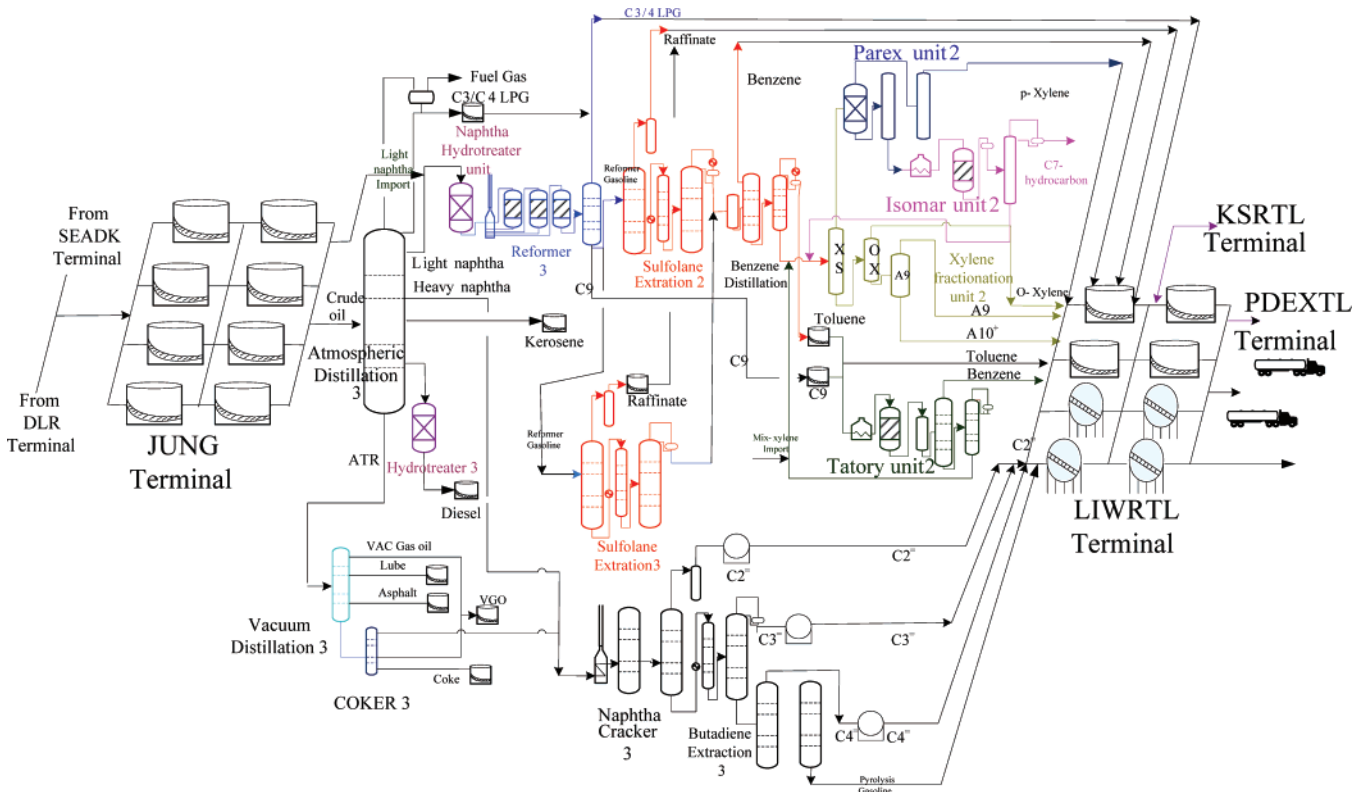 C 3/ 4 LPG
Fuel Gas
C3/C 4 LPG
Naphtha
Hydrotreater
unit
Light
naphtha
Import
Raffinate
Benzene
Parex unit2
p- Xylene
C7-
hydrocarbon
Isomar unit2
From
SEADK
Terminal
Reformer
Gasoline
Reformer
3
Sulfolane
Extration 2
Benzene
Distillation
XS
OX
A9
Xylene
fractionation
unit 2
O- Xylene
A9
A10+
KSRTL
Terminal
PDEXTL
Terminal
Light naphtha
Heavy naphtha
Crude
oil
Atmospheric
Distillation
3
Kerosene
C9
C9
Toluene
C9
Toluene
Benzene
From
DLR
Terminal
JUNG
Terminal
ATR
Hydrotreater 3
Diesel
Raffinate
Reformer
Gasoline
Sulfolane
Extration3
Mix- xylene
Import
Tatory unit2
C2=
LIWRTL
Terminal
VAC Gas oil
Lube
Asphalt
VGO
Vacuum
Distillation 3
Coke
COKER 3
Naphtha
Cracker
3
Butadiene
Extraction
3
C2=
C2=
C3=
C3=
C4=
C4=
Pyrolysis
Gasoline